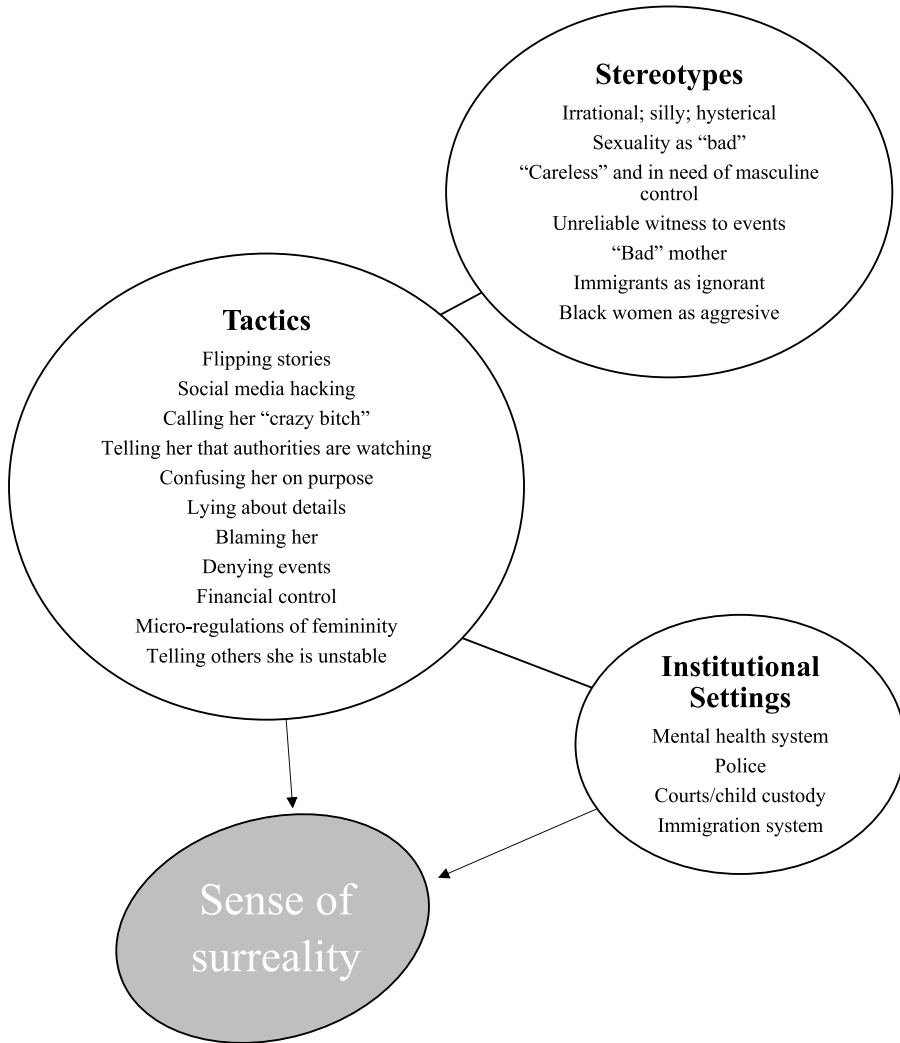 Stereotypes
Irrational; silly; hysterical
Sexuality as “bad”
“Careless” and in need of masculine
control
Unreliable witness to events
“Bad” mother
Immigrants as ignorant
Black women as aggresive
Tactics
Flipping stories
Social media hacking
Calling her “crazy bitch”
Telling her that authorities are watching
Confusing her on purpose
Lying about details
Blaming her
Denying events
Financial control
Micro-regulations of femininity
Telling others she is unstable
Institutional
Settings
Mental health system
Police
Courts/child custody
Immigration system
Sense of
surreality